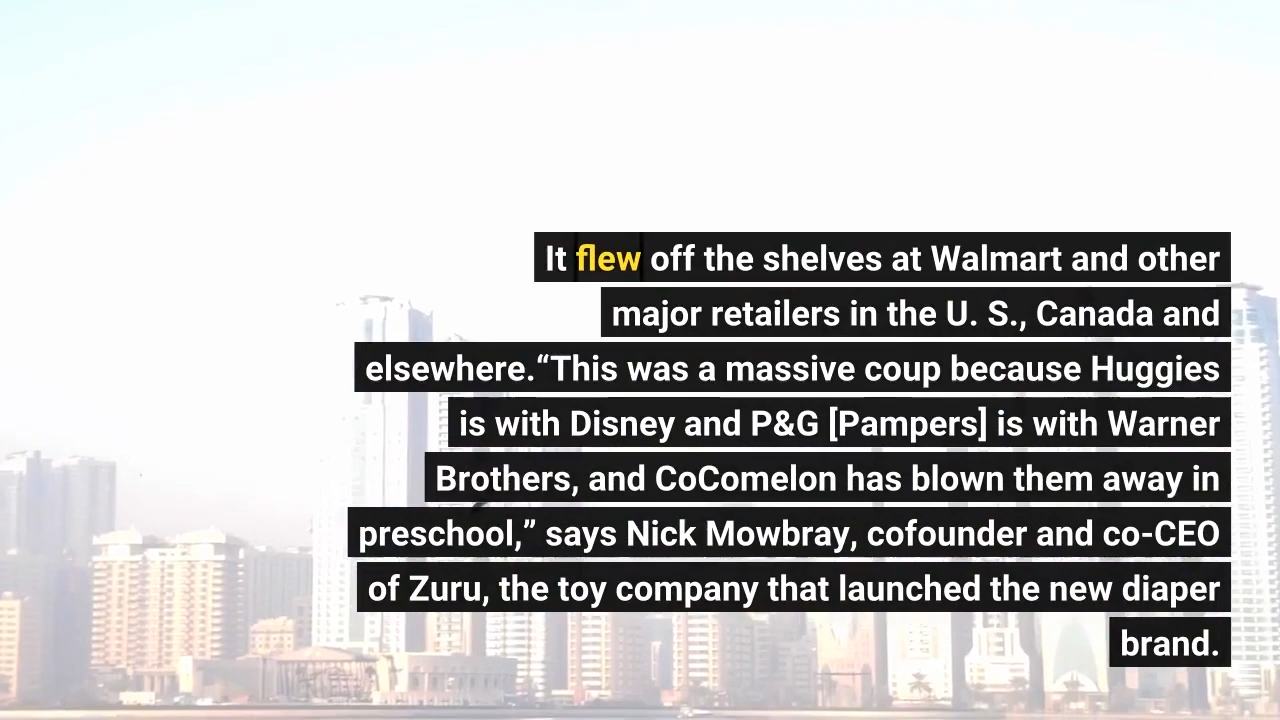 It flew off the shelves at Walmart and other
major retailers in the U. S., Canada and
elsewhere.“This was a massive coup because Huggies
is with Disney and P&G [Pampers] is with Warner
Brothers, and CoComelon has blown them away in
preschool,” says Nick Mowbray, cofounder and co-CEO
of Zuru, the toy company that launched the new diaper
brand.